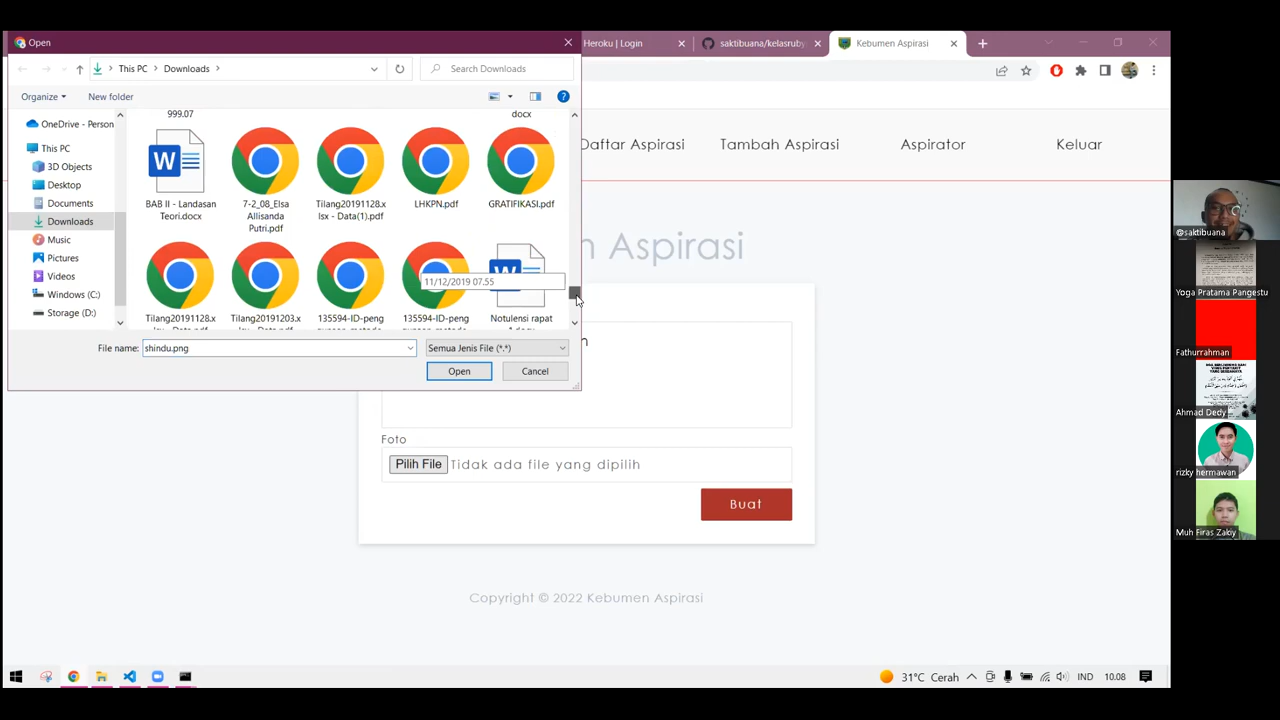 Open
Heroku | Login
saktibuana/kelasruby
Kebumen Aspirasi
This PC
Downloads
Search Downloads
Organize
New folder
OneDrive - Person
This PC
3D Objects
Desktop
Documents
Downloads
Music
Pictures
Videos
Windows (C:)
Storage (D:)
999.07
docx
BAB II - Landasan
Teori.docx
7-2_08_Elsa
Allisanda
Putri.pdf
Tilang20191128.x
lsx - Data(1).pdf
LHKPN.pdf
GRATIFIKASI.pdf
11/12/2019 07.55
Tilang20191128.x
Tilang20191203.x
135594-ID-peng
135594-ID-peng
Notulensi rapat
File name:
shindu.png
Semua Jenis File (*.*)
Open
Cancel
Daftar Aspirasi
Tambah Aspirasi
Aspirator
Keluar
n Aspirasi
n
Foto
Pilih File
Tidak ada file yang dipilih
Buat
Copyright © 2022 Kebumen Aspirasi
31°C Cerah
IND
10.08
@saktibuana
Yoga Pratama Pangestu
Fathurrahman
Ahmad Dedy
rizky hermawan
Muh Firas Zakiy